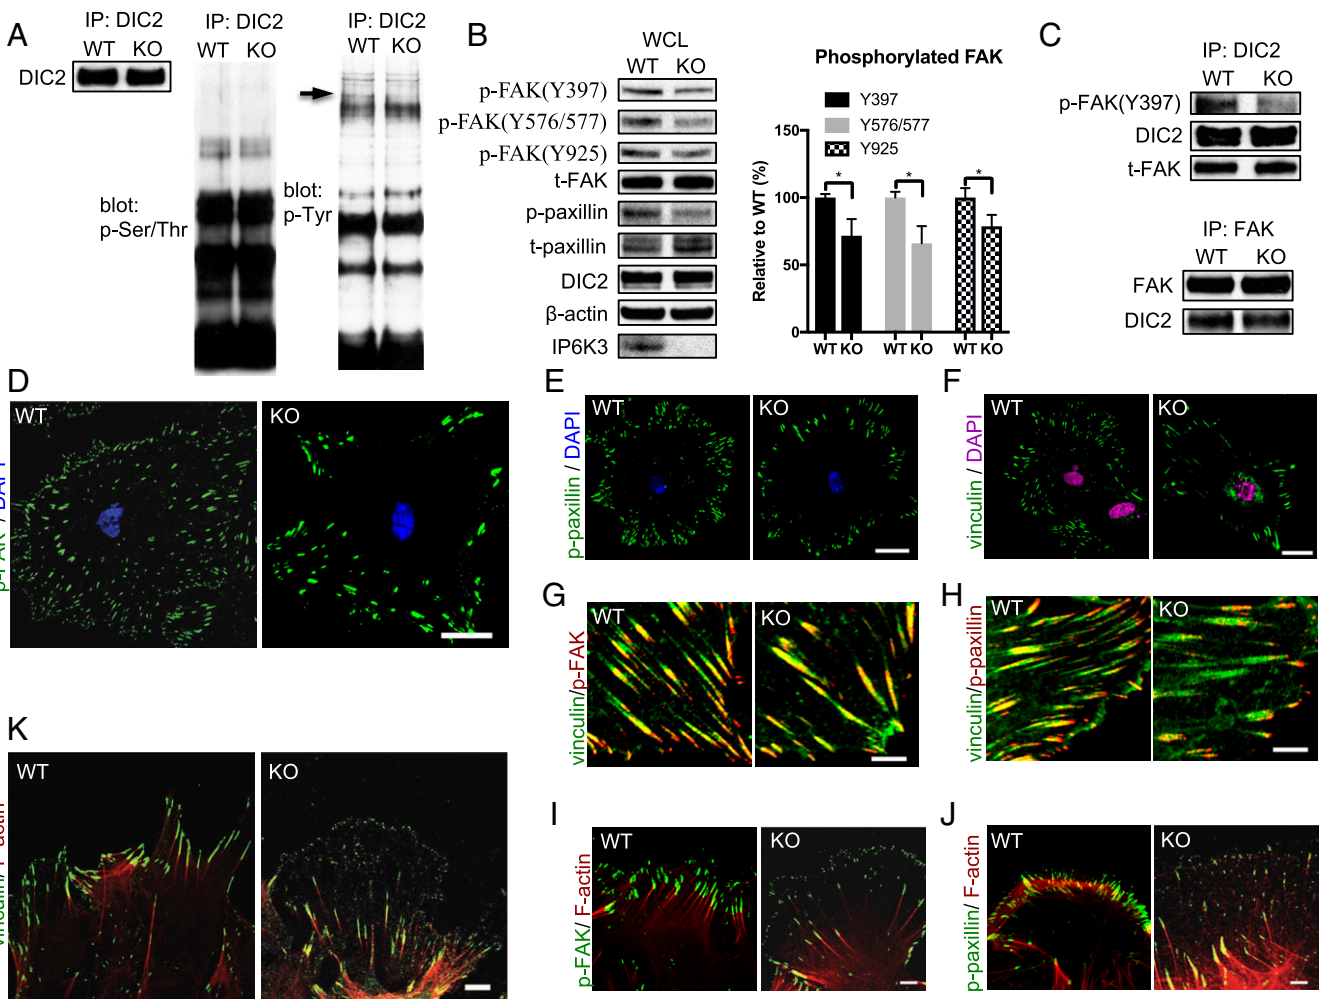 A
IP: DIC2
WT KO
DIC2
IP: DIC2
WT KO
blot:
p-Ser/Thr
IP: DIC2
WT KO
blot:
p-Tyr
B
WCL
WT KO
p-FAK(Y397)
p-FAK(Y576/577)
p-FAK(Y925)
t-FAK
p-paxillin
t-paxillin
DIC2
β-actin
IP6K3
Phosphorylated FAK
Y397
Y576/577
Y925
Relative to WT (%)
150
100
50
0
* * *
WT KO WT KO WT KO
C
IP: DIC2
WT KO
p-FAK(Y397)
DIC2
t-FAK
IP: FAK
WT KO
FAK
DIC2
D
WT KO
p-FAK / DAPI
E
WT KO
p-paxillin / DAPI
F
WT KO
vinculin / DAPI
G
WT KO
vinculin/p-FAK
H
WT KO
vinculin/p-paxillin
K
WT KO
vinculin/ F-actin
I
WT KO
p-FAK/ F-actin
J
WT KO
p-paxillin/ F-actin